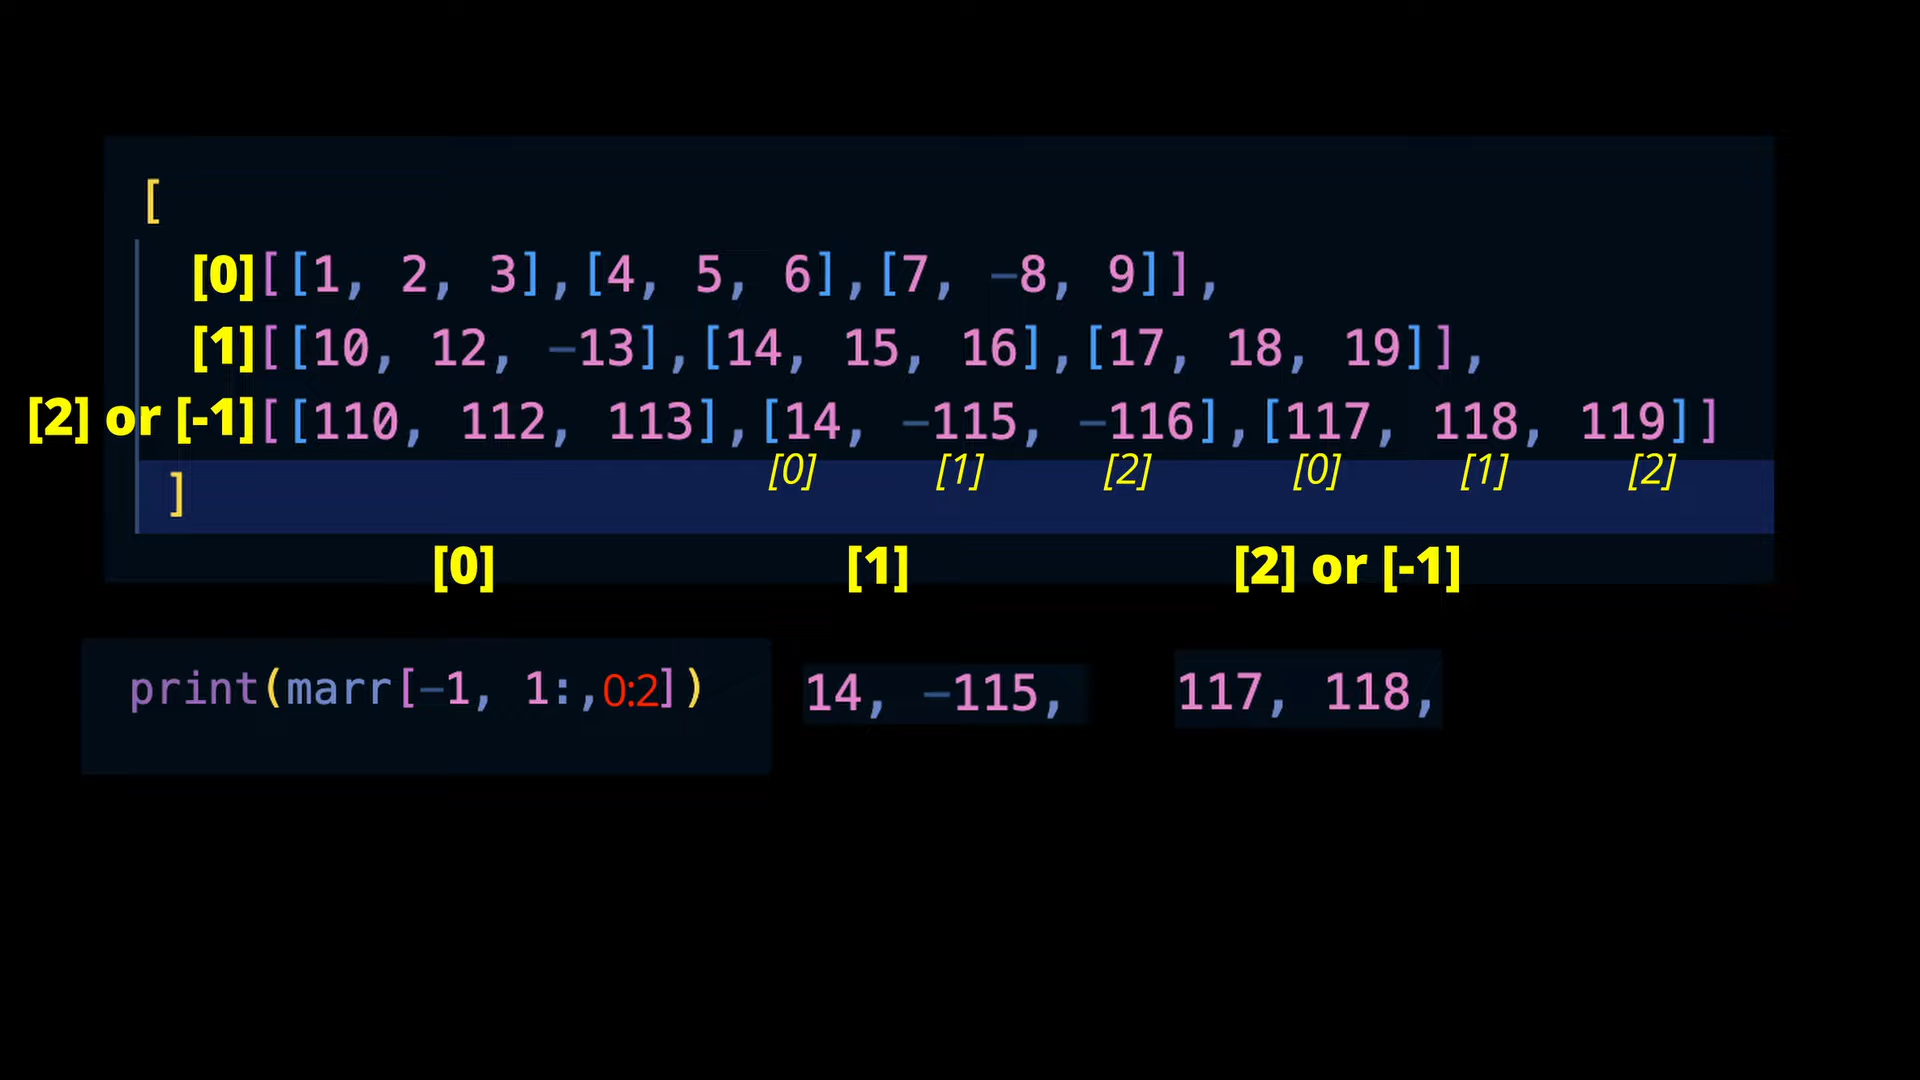 [
[0][[1, 2, 3],[4, 5, 6],[7, -8, 9]],
[1][[10, 12, -13],[14, 15, 16],[17, 18, 19]],
[2] or [-1][[110, 112, 113],[14, -115, -116],[117, 118, 119]]
[0] [1] [2] [0] [1] [2]
]
[0] [1] [2] or [-1]
print(marr[-1, 1:,0:2]) 14, -115, 117, 118,